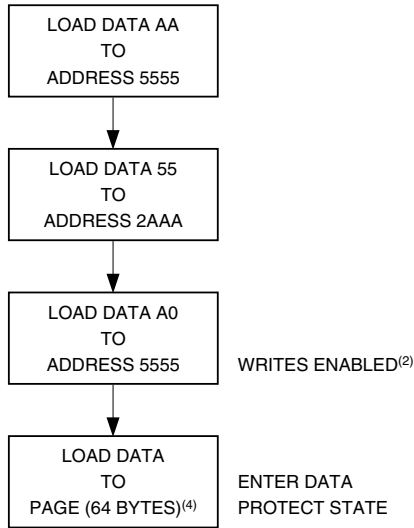 LOAD DATA AA
TO
ADDRESS 5555
LOAD DATA 55
TO
ADDRESS 2AAA
LOAD DATA A0
TO
ADDRESS 5555
WRITES ENABLED(2)
LOAD DATA
TO
PAGE (64 BYTES)(4)
ENTER DATA
PROTECT STATE